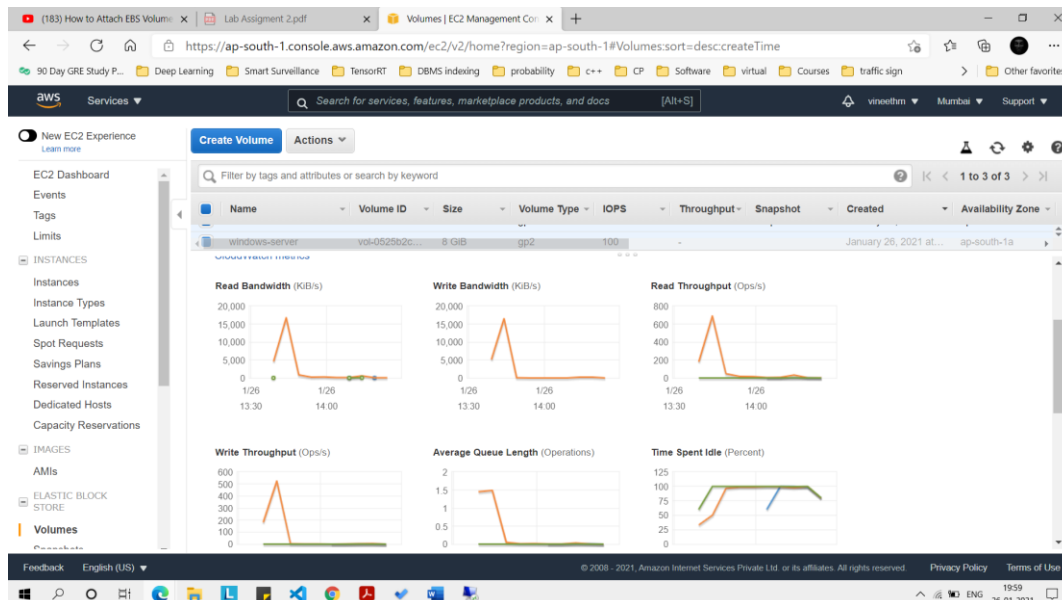 (183) How to Attach EBS Volume
Lab Assigment 2.pdf
Volumes | EC2 Management Con
https://ap-south-1.console.aws.amazon.com/ec2/v2/home?region=ap-south-1#Volumes:sort=desc:createTime
90 Day GRE Study P... Deep Learning Smart Surveillance TensorRT DBMS indexing probability c++ CP Software virtual Courses traffic sign Other favorites
aws Services Search for services, features, marketplace products, and docs [Alt+S] vineethm Mumbai Support
New EC2 Experience
Learn more
EC2 Dashboard
Events
Tags
Limits
INSTANCES
Instances
Instance Types
Launch Templates
Spot Requests
Savings Plans
Reserved Instances
Dedicated Hosts
Capacity Reservations
IMAGES
AMIs
ELASTIC BLOCK
STORE
Volumes
Create Volume Actions
Filter by tags and attributes or search by keyword 1 to 3 of 3
Name Volume ID Size Volume Type IOPS Throughput Snapshot Created Availability Zone
windows-server vol-0525b2c... 8 GiB gp2 100 - January 26, 2021 at... ap-south-1a
CloudWatch metrics
Read Bandwidth (KiB/s)
20,000
15,000
10,000
5,000
0
1/26 1/26
13:30 14:00
Write Bandwidth (KiB/s)
20,000
15,000
10,000
5,000
0
1/26 1/26
13:30 14:00
Read Throughput (Ops/s)
800
600
400
200
0
1/26 1/26
13:30 14:00
Write Throughput (Ops/s)
600
500
400
300
200
100
0
Average Queue Length (Operations)
2
1.5
1
0.5
0
Time Spent Idle (Percent)
125
100
75
50
25
0
Feedback English (US) © 2008 - 2021, Amazon Internet Services Private Ltd. or its affiliates. All rights reserved. Privacy Policy Terms of Use
ENG 19:59
26-01-2021